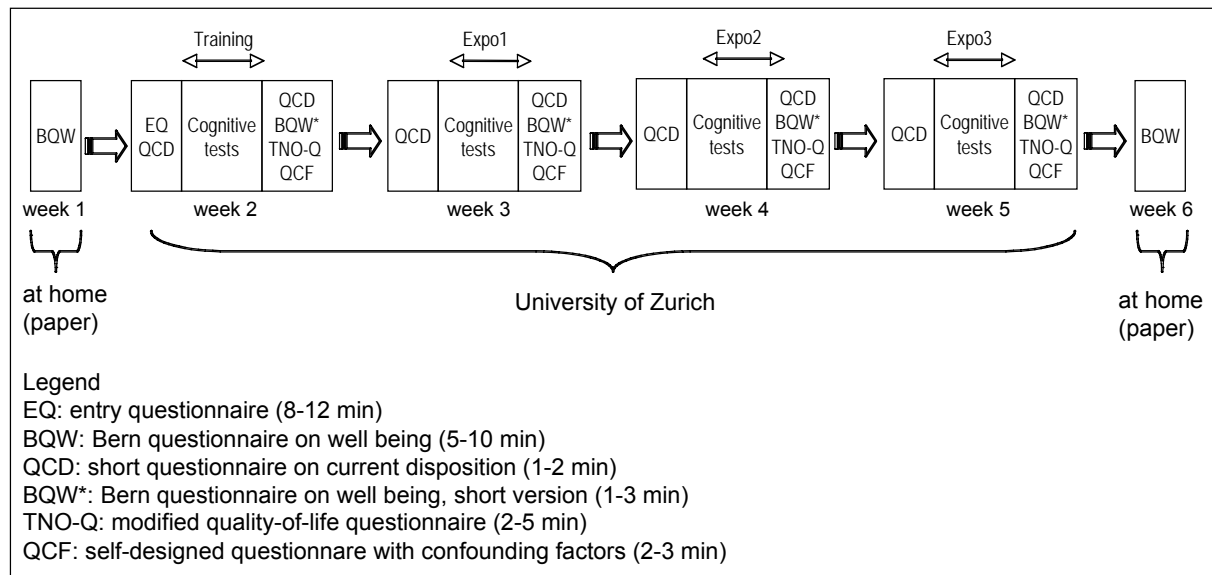 Training
Expo1
Expo2
Expo3
BQW
EQ
QCD
Cognitive
tests
QCD
BQW*
TNO-Q
QCF
QCD
Cognitive
tests
QCD
BQW*
TNO-Q
QCF
QCD
Cognitive
tests
QCD
BQW*
TNO-Q
QCF
QCD
Cognitive
tests
QCD
BQW*
TNO-Q
QCF
BQW
week 1
week 2
week 3
week 4
week 5
week 6
at home
(paper)
University of Zurich
at home
(paper)
Legend
EQ: entry questionnaire (8-12 min)
BQW: Bern questionnaire on well being (5-10 min)
QCD: short questionnaire on current disposition (1-2 min)
BQW*: Bern questionnaire on well being, short version (1-3 min)
TNO-Q: modified quality-of-life questionnaire (2-5 min)
QCF: self-designed questionnare with confounding factors (2-3 min)